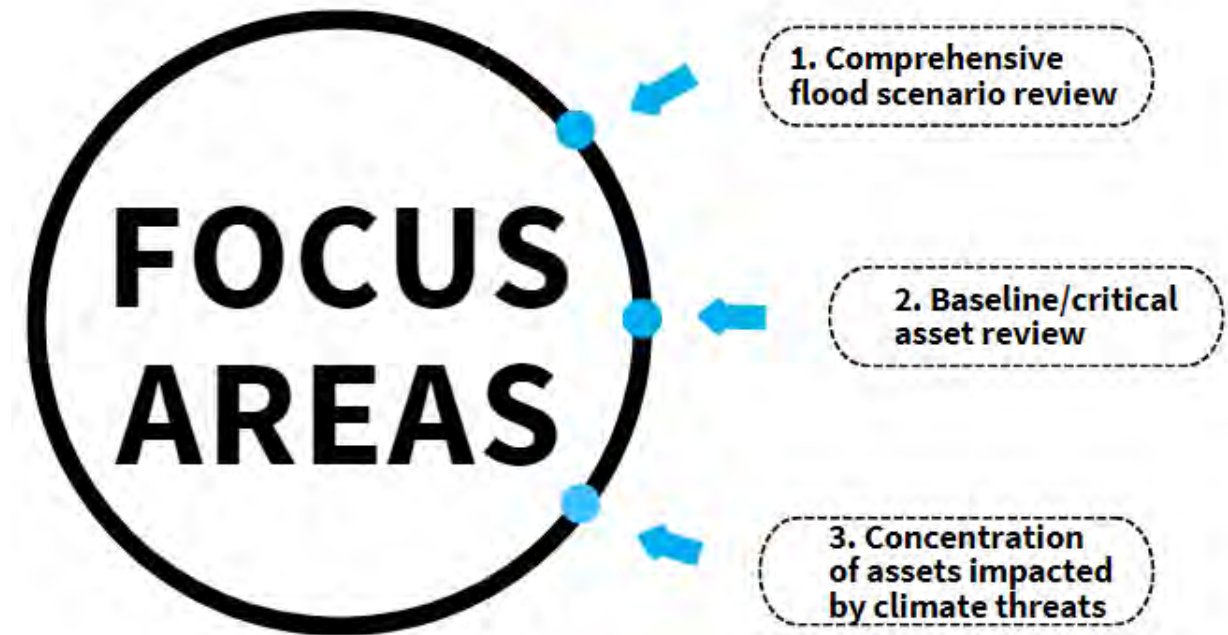 FOCUS
AREAS
1. Comprehensive
flood scenario review
2. Baseline/critical
asset review
3. Concentration
of assets impacted
by climate threats